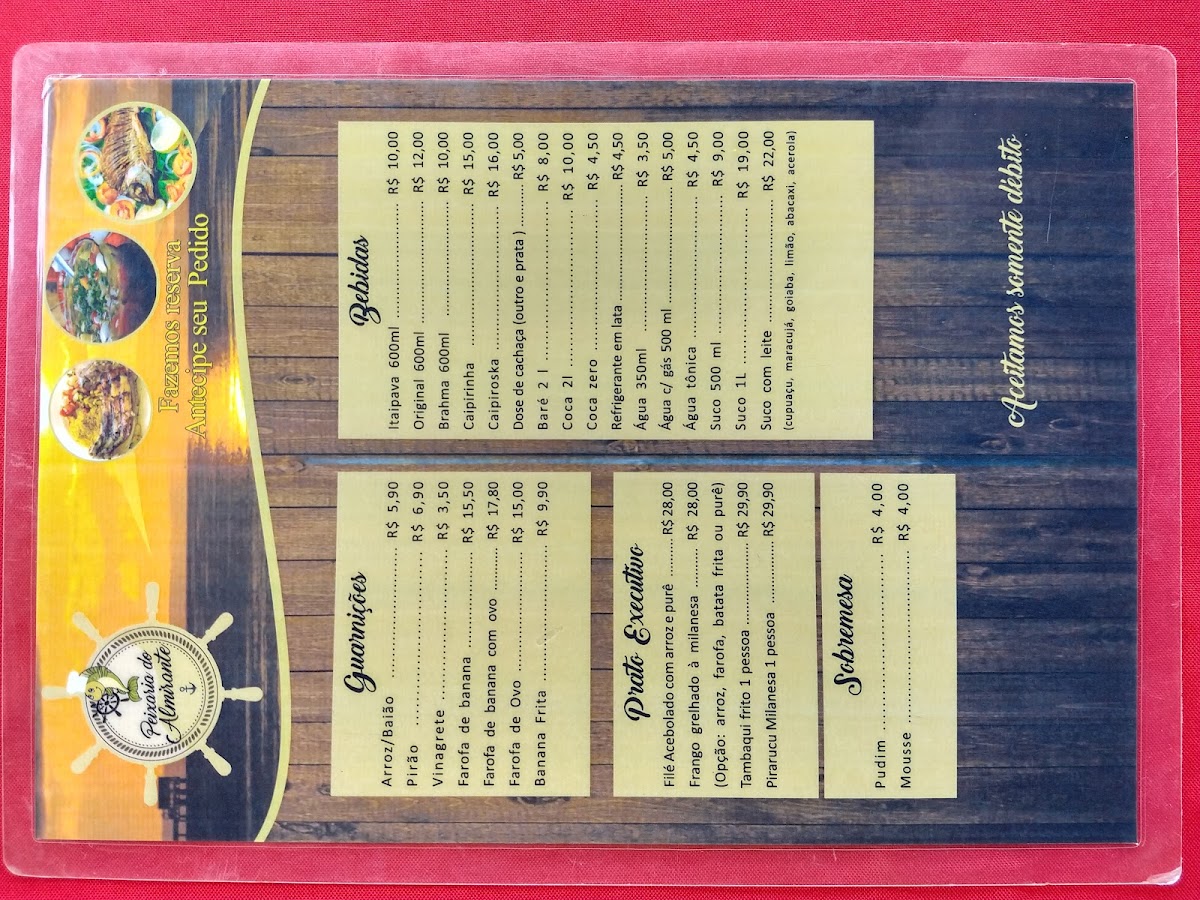 Peixaria do
Almirante
Fazemos reserva
Antecipe seu Pedido
Guarnições
Arroz/Baião ........ R$ 5,90
Pirão ........ R$ 6,90
Vinagrete ........ R$ 3,50
Farofa de banana ........ R$ 15,50
Farofa de banana com ovo ........ R$ 17,80
Farofa de Ovo ........ R$ 15,00
Banana Frita ........ R$ 9,90
Prato Executivo
Filé Acebolado com arroz e purê ........ R$ 28,00
Frango grelhado à milanesa ........ R$ 28,00
(Opção: arroz, farofa, batata frita ou purê)
Tambaqui frito 1 pessoa ........ R$ 29,90
Pirarucu Milanesa 1 pessoa ........ R$ 29,90
Sobremesa
Pudim ........ R$ 4,00
Mousse ........ R$ 4,00
Bebidas
Itaipava 600ml ........ R$ 10,00
Original 600ml ........ R$ 12,00
Brahma 600ml ........ R$ 10,00
Caipirinha ........ R$ 15,00
Caipiroska ........ R$ 16,00
Dose de cachaça (outro e prata ) ........ R$ 5,00
Baré 2 l ........ R$ 8,00
Coca 2l ........ R$ 10,00
Coca zero ........ R$ 4,50
Refrigerante em lata ........ R$ 4,50
Água 350ml ........ R$ 3,50
Água c/ gás 500 ml ........ R$ 5,00
Água tônica ........ R$ 4,50
Suco 500 ml ........ R$ 9,00
Suco 1L ........ R$ 19,00
Suco com leite ........ R$ 22,00
(cupuaçu, maracujá, goiaba, limão, abacaxi, acerola)
Aceitamos somente débito